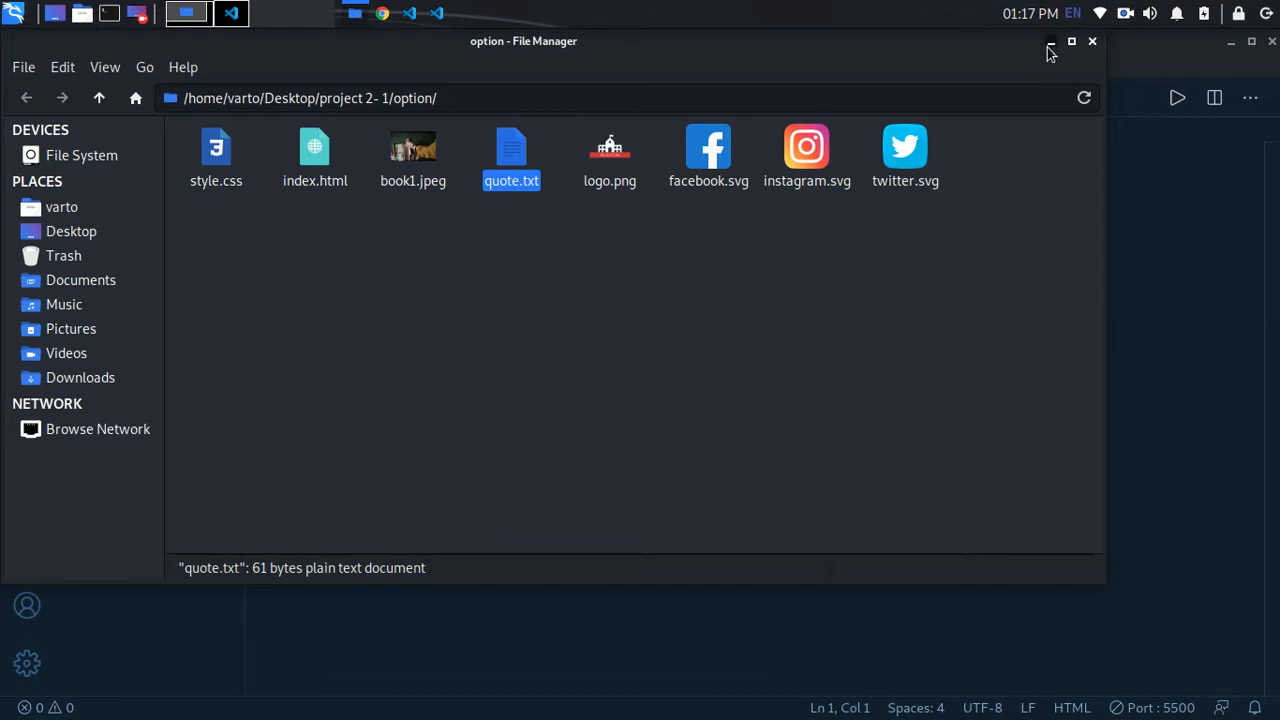 01:17 PM EN
option - File Manager
File Edit View Go Help
/home/varto/Desktop/project 2- 1/option/
DEVICES
File System
PLACES
varto
Desktop
Trash
Documents
Music
Pictures
Videos
Downloads
NETWORK
Browse Network
style.css index.html book1.jpeg quote.txt logo.png facebook.svg instagram.svg twitter.svg
"quote.txt": 61 bytes plain text document
0 0 Ln 1, Col 1 Spaces: 4 UTF-8 LF HTML Port : 5500